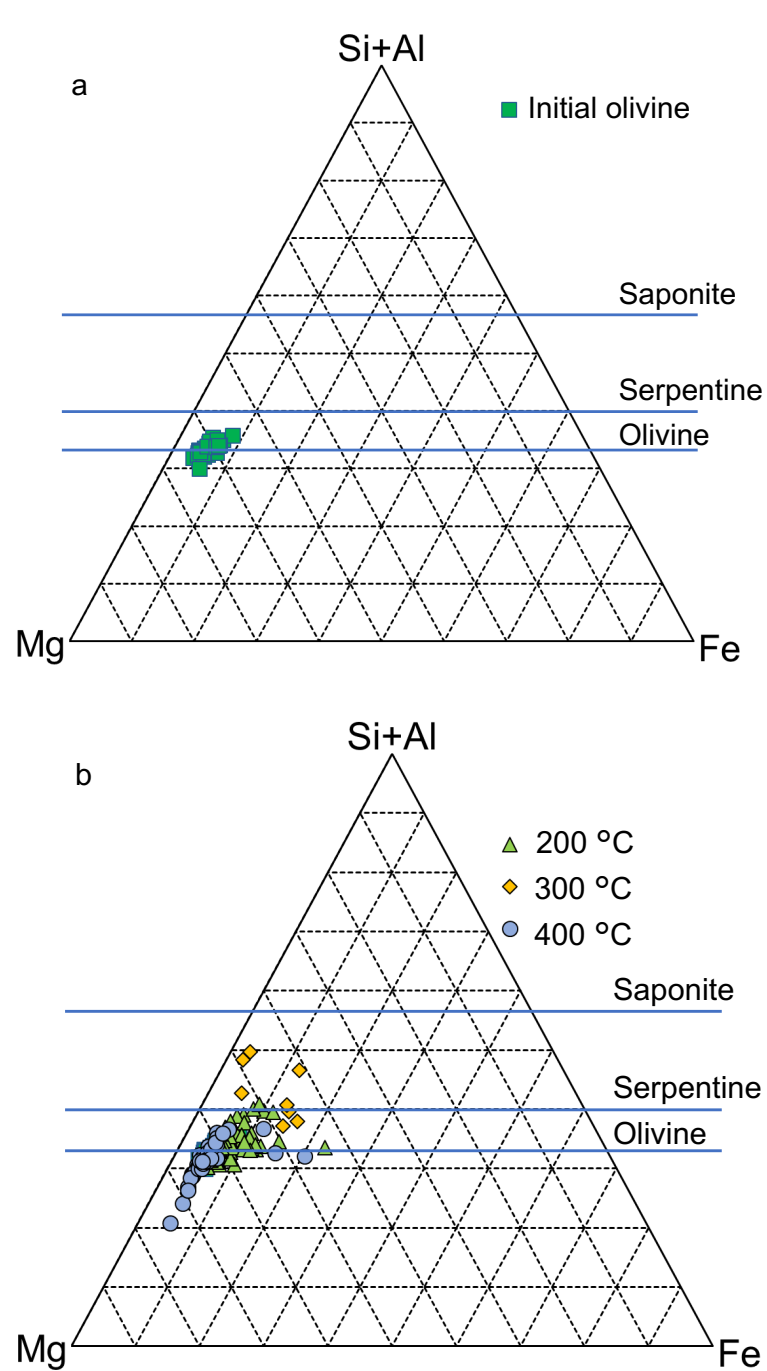 Si+Al
a
Initial olivine
Saponite
Serpentine
Olivine
Mg
Fe
Si+Al
b
200 °C
300 °C
400 °C
Saponite
Serpentine
Olivine
Mg
Fe